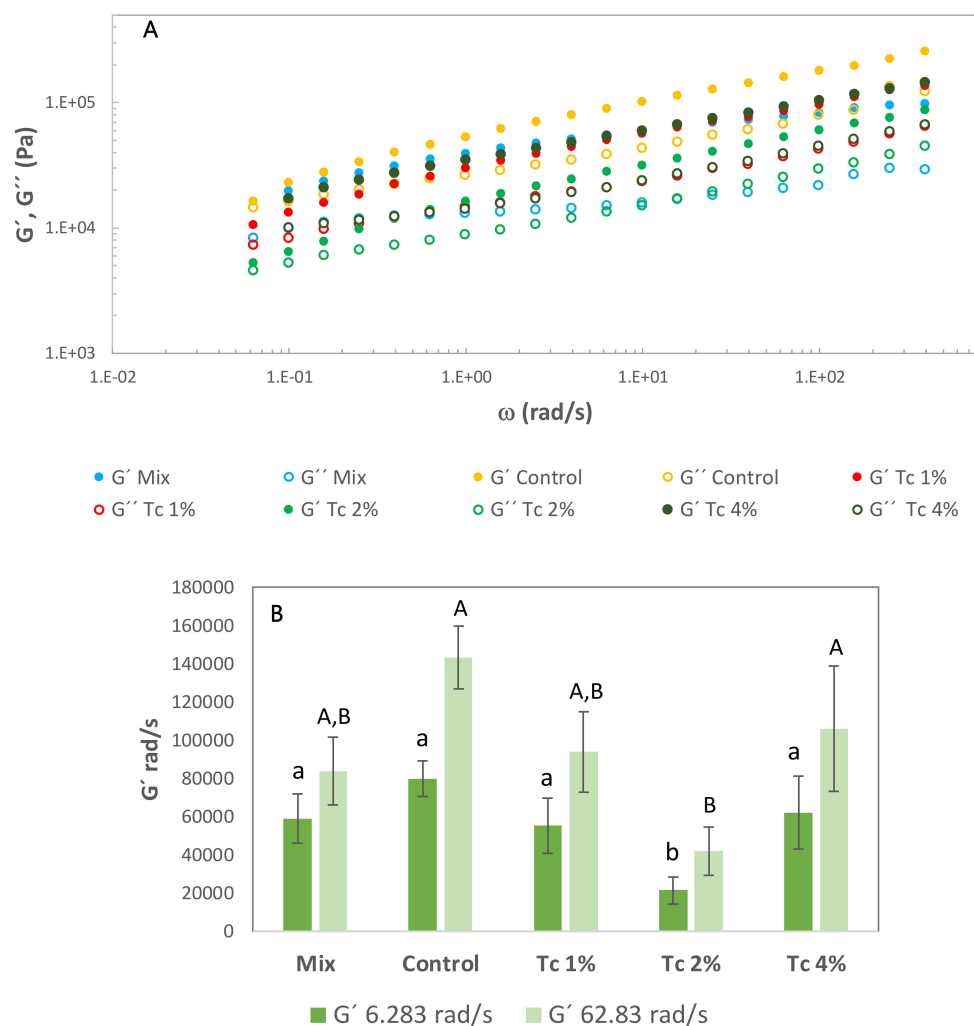 A
1.E+05
1.E+04
1.E+03
G´, G´´ (Pa)
1.E-02 1.E-01 1.E+00 1.E+01 1.E+02
ω (rad/s)
G´ Mix G´´ Mix G´ Control G´´ Control G´ Tc 1%
G´´ Tc 1% G´ Tc 2% G´´ Tc 2% G´ Tc 4% G´´ Tc 4%
B
180000
160000
140000
120000
100000
80000
60000
40000
20000
0
G´ rad/s
a A,B a A a A,B b B a A
Mix Control Tc 1% Tc 2% Tc 4%
G´ 6.283 rad/s G´ 62.83 rad/s